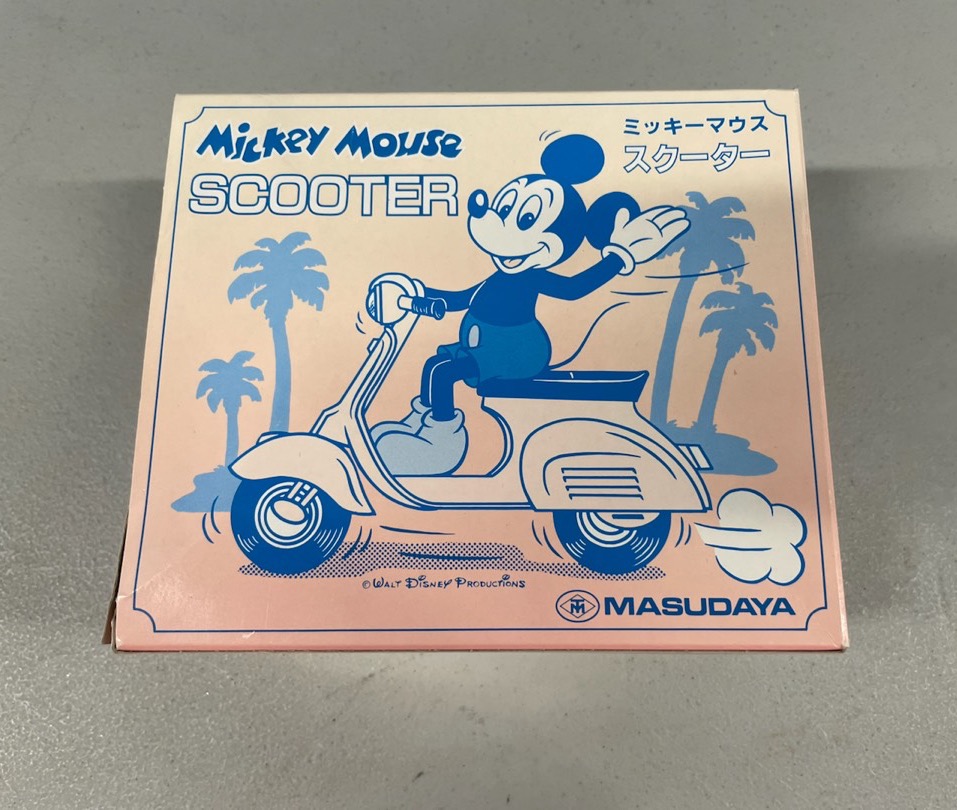 Mickey Mouse
SCOOTER
ミッキーマウス
スクーター
© WALT DISNEY PRODUCTIONS
TM MASUDAYA